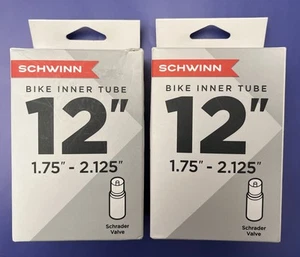 SCHWINN
BIKE INNER TUBE
12"
1.75" - 2.125"
Schrader
Valve
SCHWINN
BIKE INNER TUBE
12"
1.75" - 2.125"
Schrader
Valve